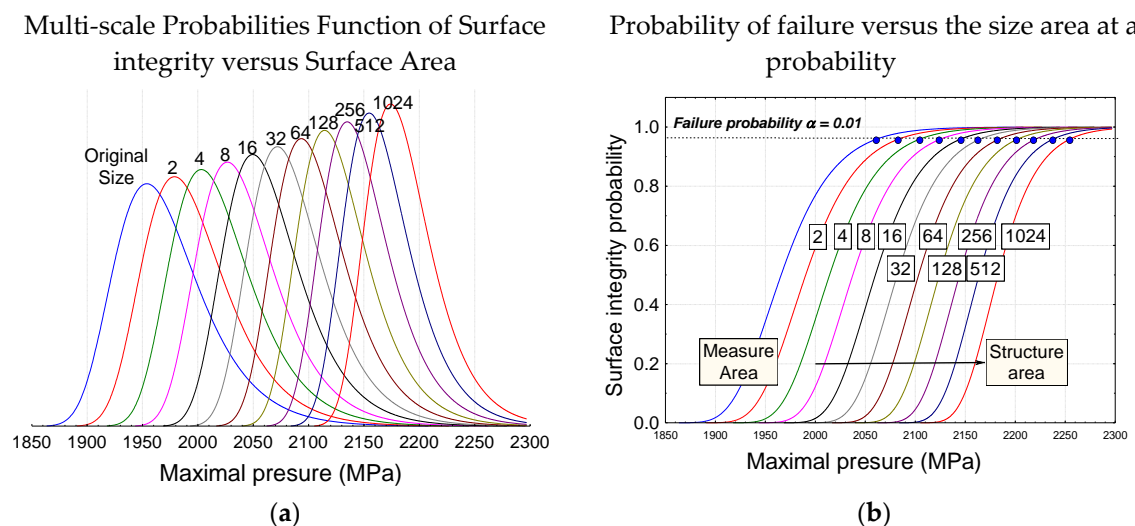 Multi-scale Probabilities Function of Surface
integrity versus Surface Area
Original
Size
2
4
8
16
32
64
128
256
512
1024
1850 1900 1950 2000 2050 2100 2150 2200 2250 2300
Maximal presure (MPa)
(a)
Probability of failure versus the size area at a
probability
Surface integrity probability
1.0
0.8
0.6
0.4
0.2
0.0
Failure probability α = 0.01
2 4 8 16 64 256 1024
32 128 512
Measure
Area
Structure
area
1850 1900 1950 2000 2050 2100 2150 2200 2250 2300
Maximal presure (MPa)
(b)